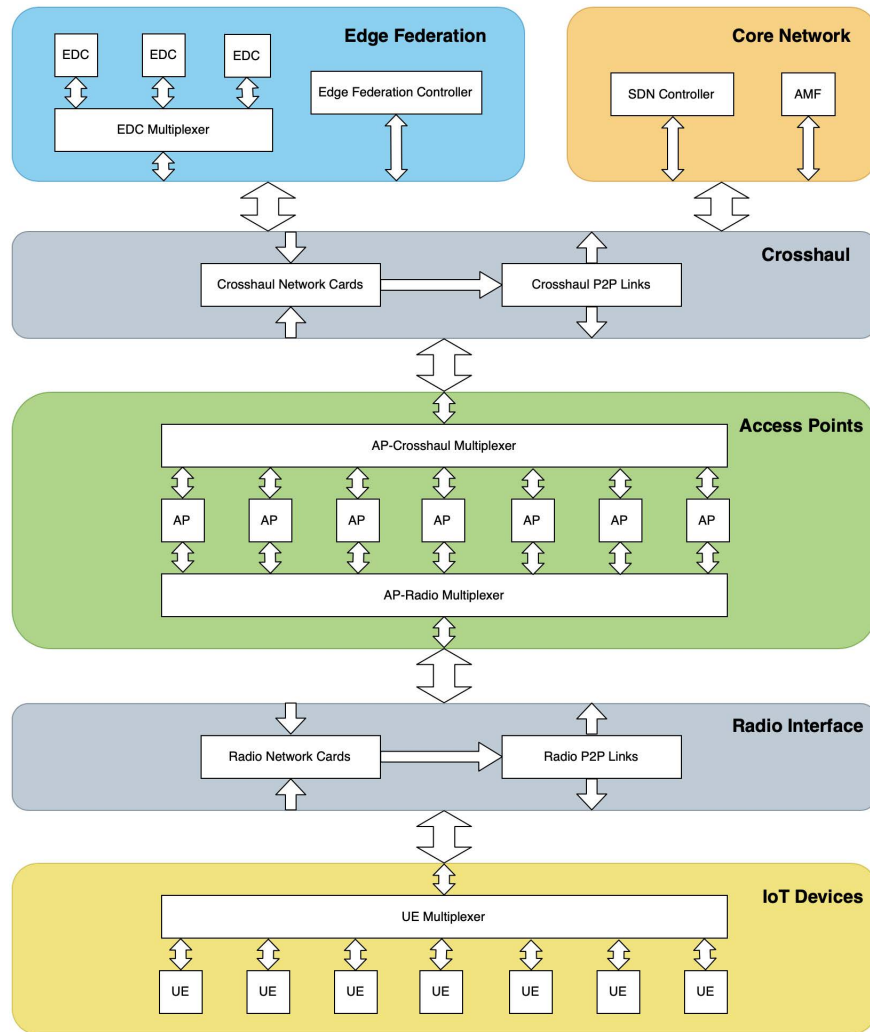 Edge Federation
EDC
EDC
EDC
Edge Federation Controller
EDC Multiplexer
Core Network
SDN Controller
AMF
Crosshaul
Crosshaul Network Cards
Crosshaul P2P Links
Access Points
AP-Crosshaul Multiplexer
AP
AP
AP
AP
AP
AP
AP
AP-Radio Multiplexer
Radio Interface
Radio Network Cards
Radio P2P Links
IoT Devices
UE Multiplexer
UE
UE
UE
UE
UE
UE
UE